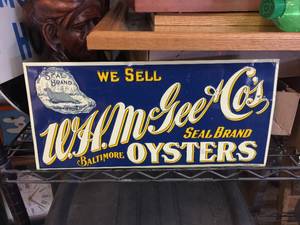 WE SELL
SEAL BRAND
W.H. McGee & Co's
SEAL BRAND
BALTIMORE OYSTERS